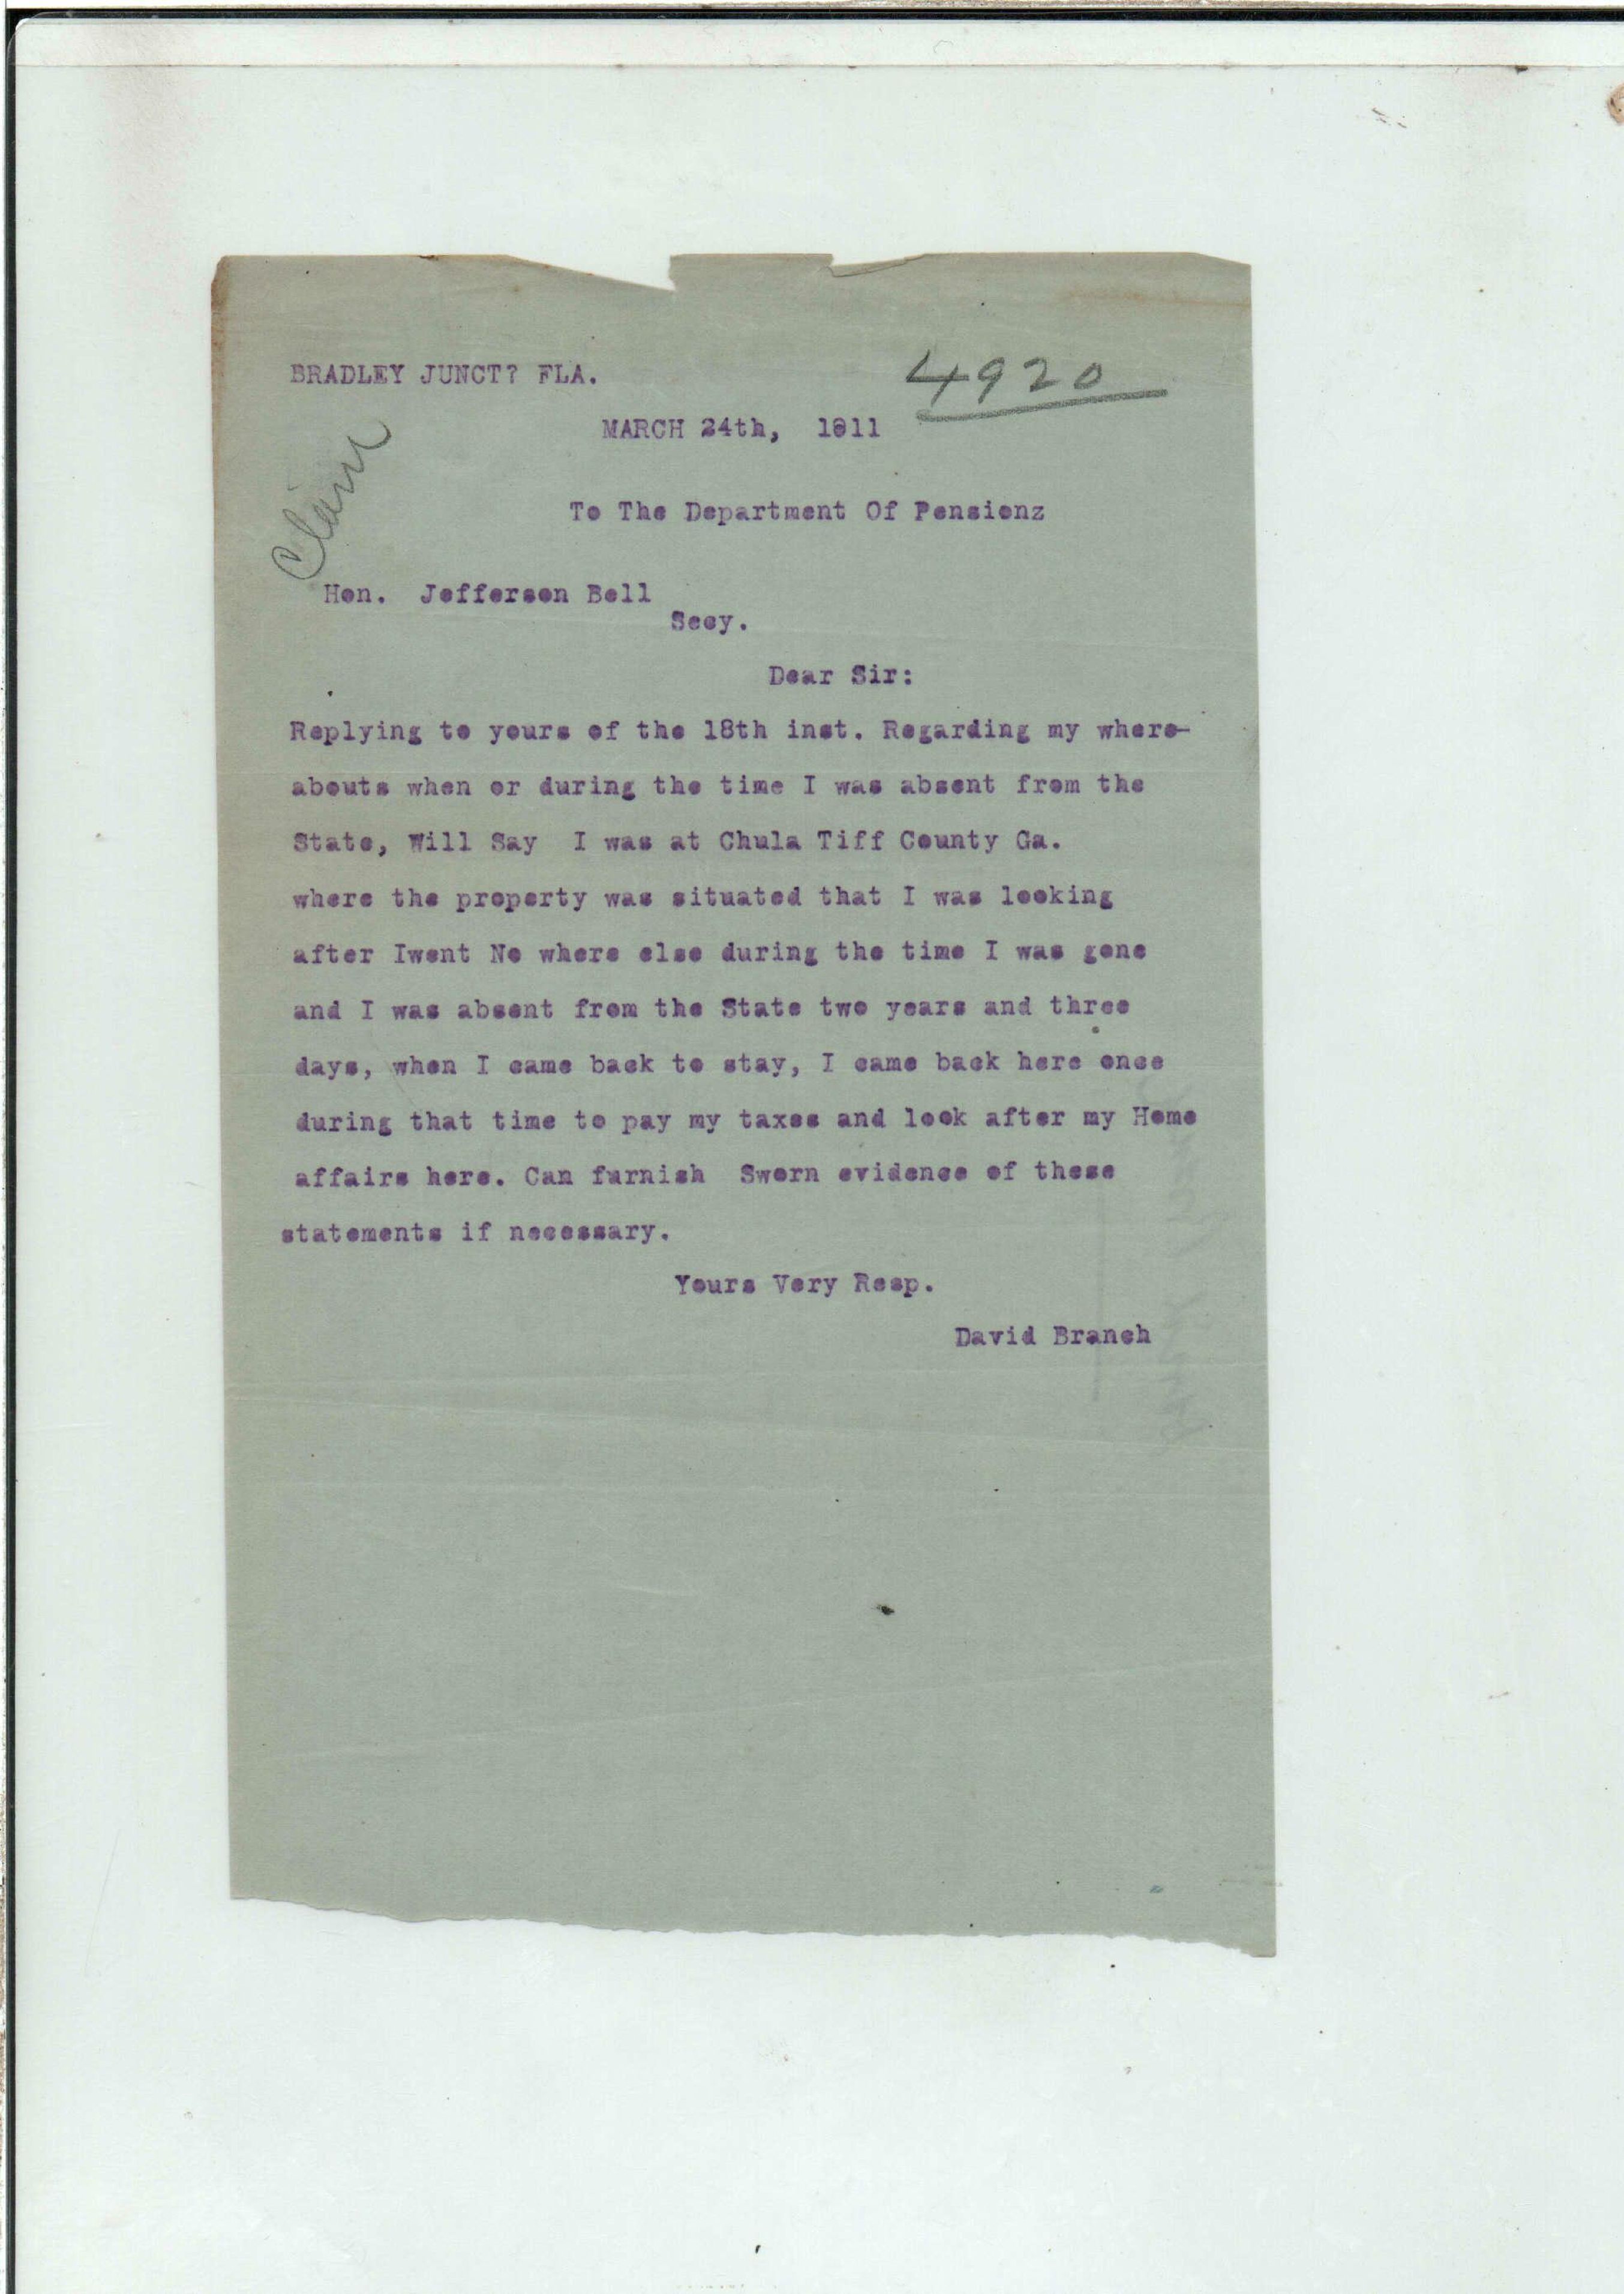 BRADLEY JUNCT? FLA.
4920
MARCH 24th, 1911
Claim
To The Department Of Pensionz
Hon. Jefferson Bell
Secy.
Dear Sir:
Replying to yours of the 18th inst. Regarding my where-
abouts when or during the time I was absent from the
State, Will Say I was at Chula Tiff County Ga.
where the property was situated that I was looking
after Iwent No where else during the time I was gone
and I was absent from the State two years and three
days, when I came back to stay, I came back here once
during that time to pay my taxes and look after my Home
affairs here. Can furnish Sworn evidence of these
statements if necessary.
Yours Very Resp.
David Branch